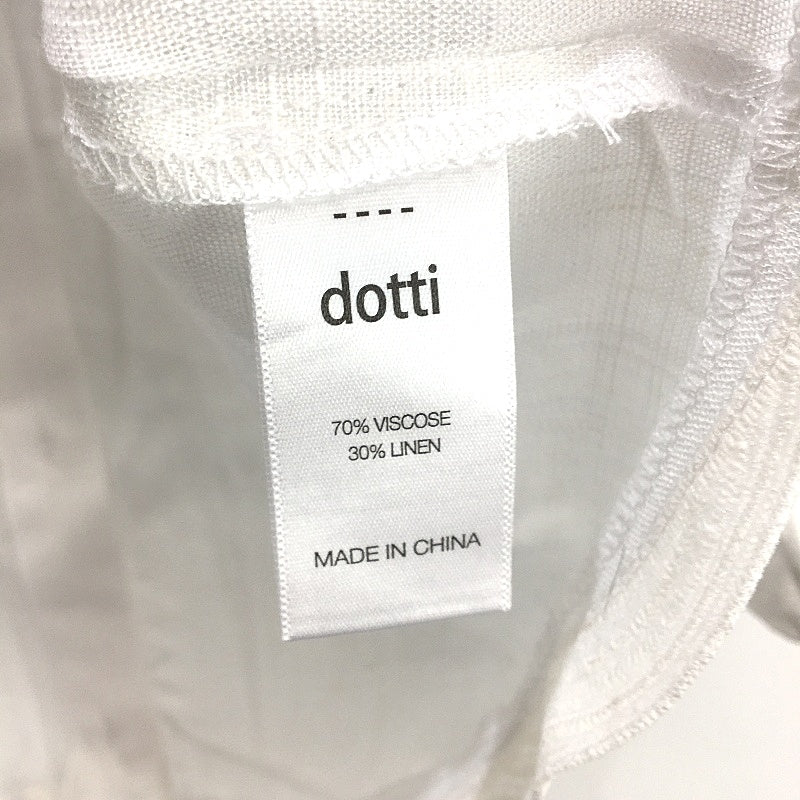 ----
dotti
70% VISCOSE
30% LINEN
MADE IN CHINA